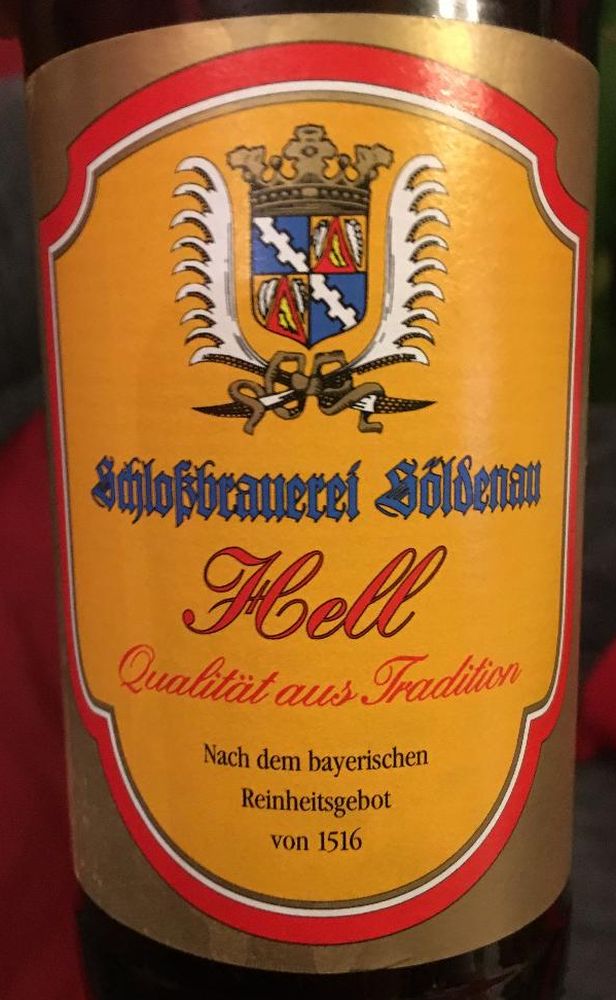 Schloßbrauerei Söldenau
Hell
Qualität aus Tradition
Nach dem bayerischen
Reinheitsgebot
von 1516